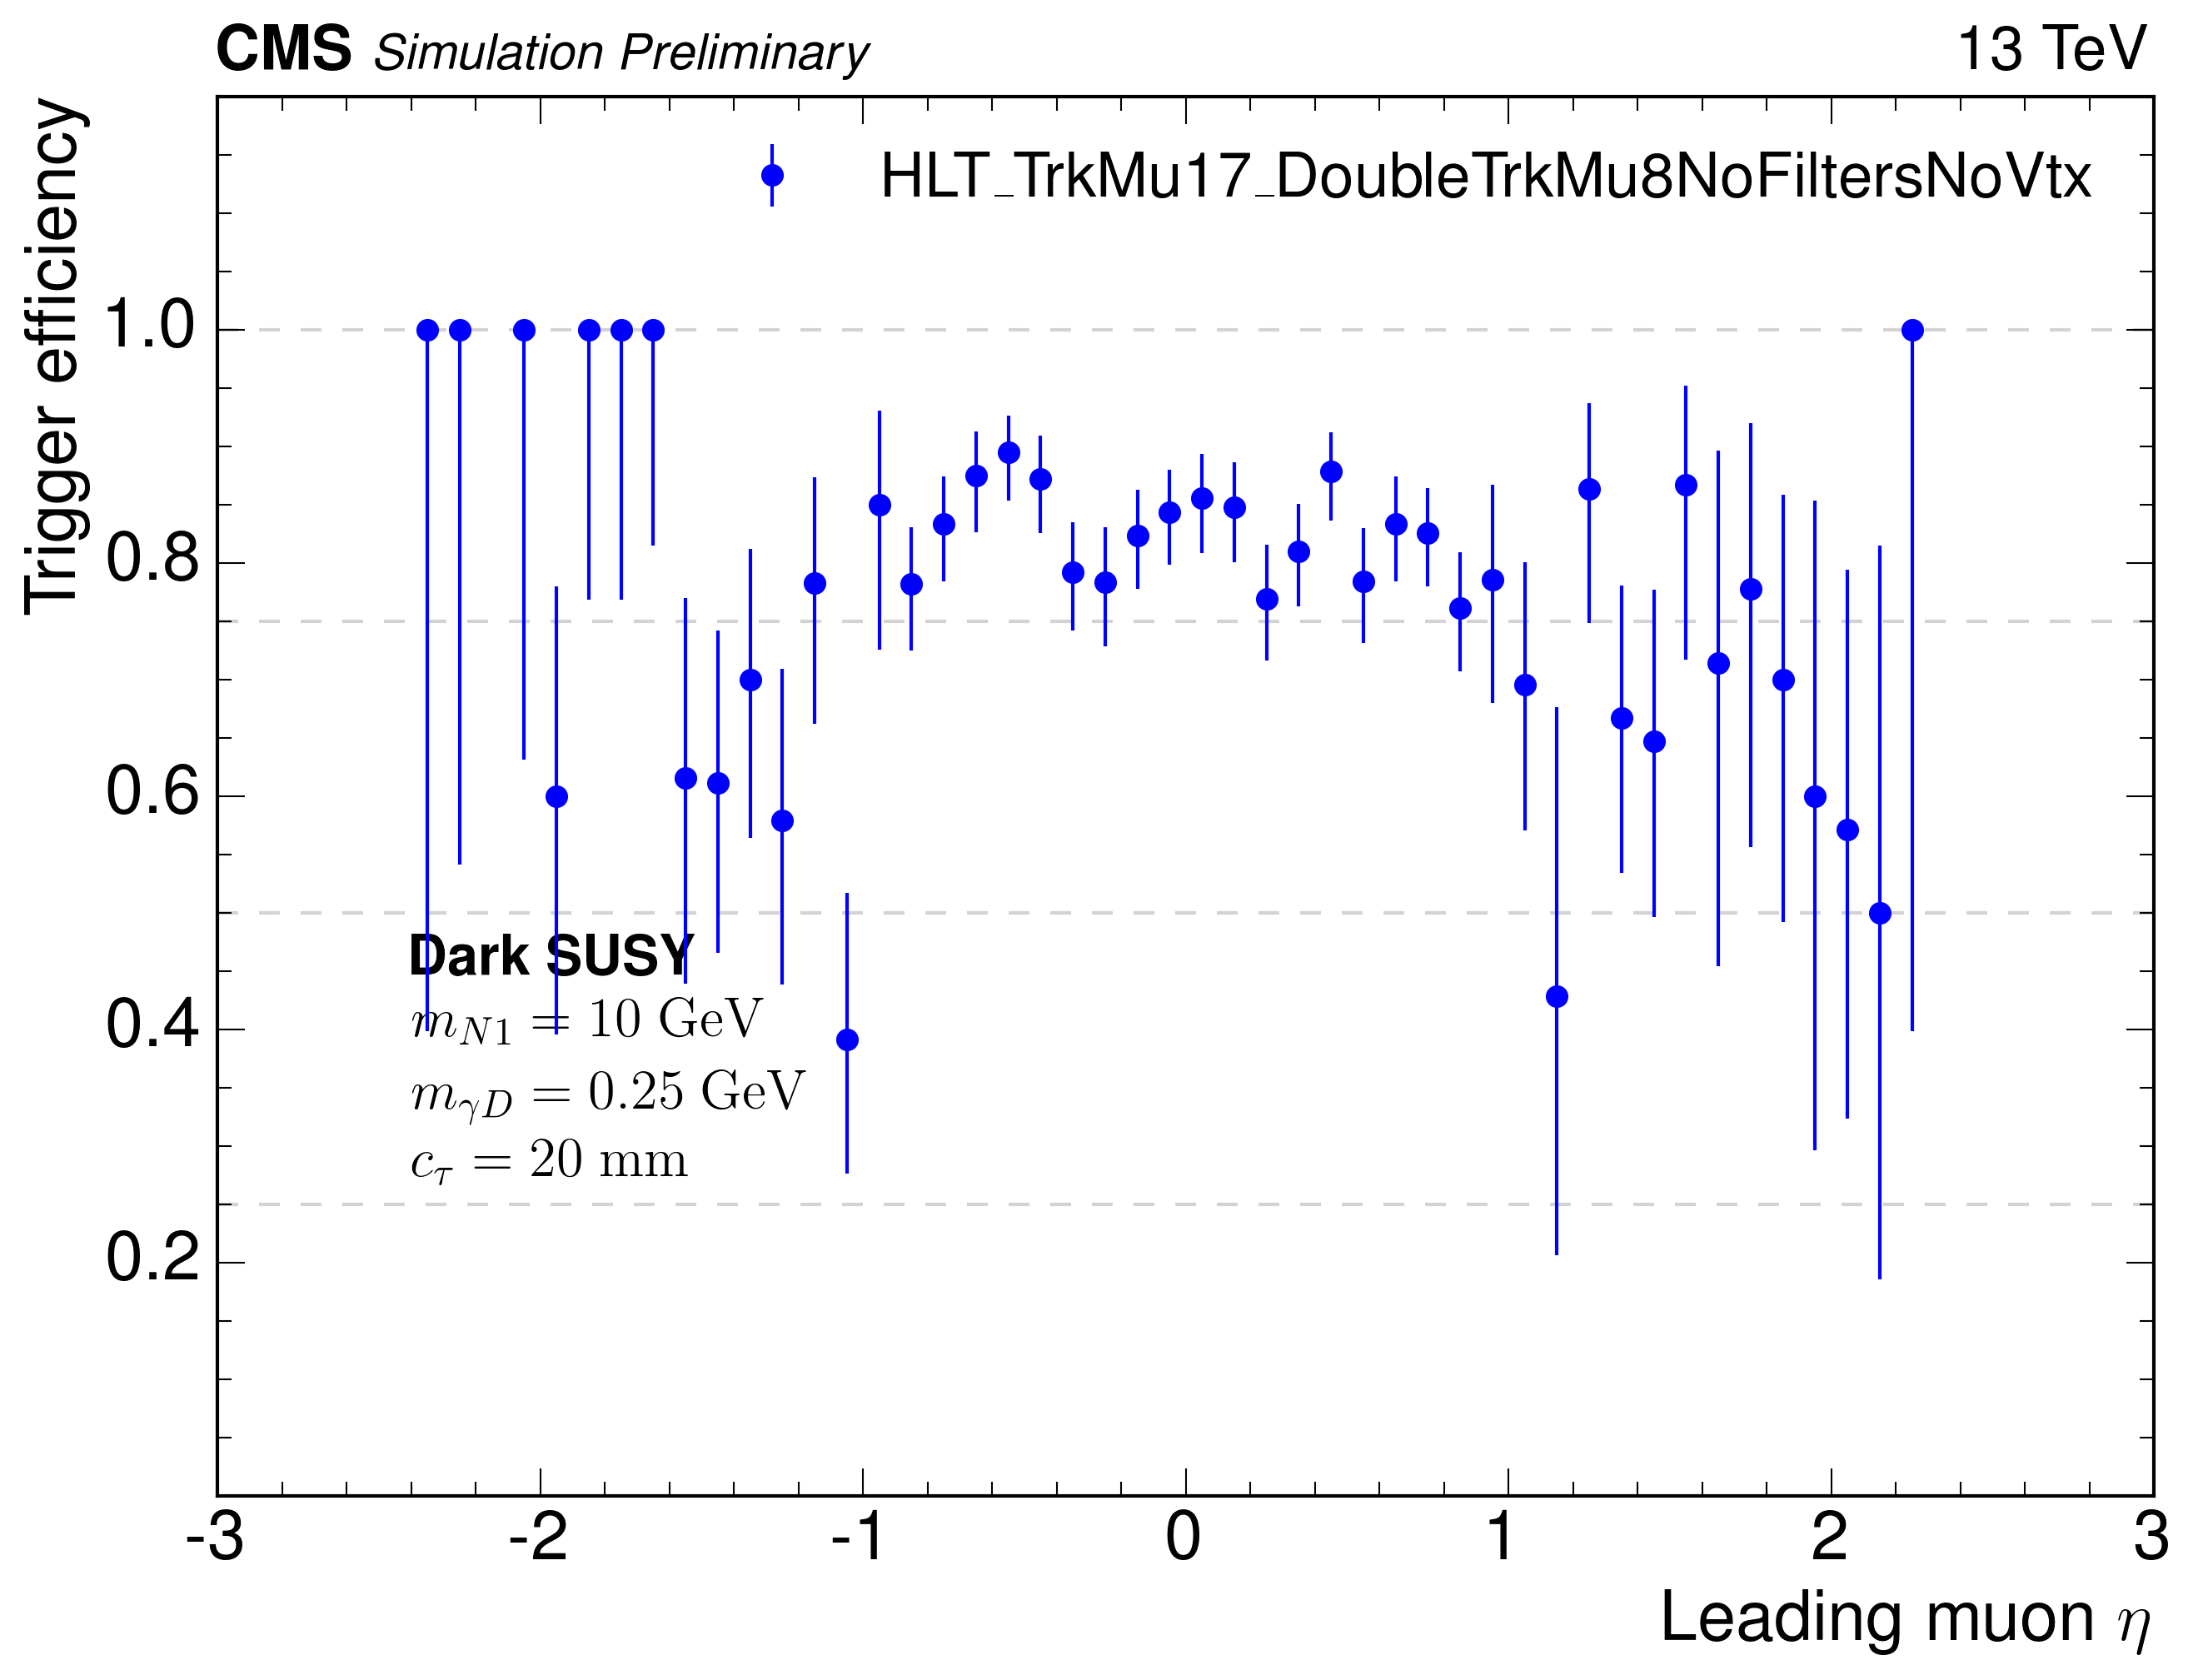 CMS Simulation Preliminary 13 TeV
Trigger efficiency
HLT_TrkMu17_DoubleTrkMu8NoFiltersNoVtx
1.0
0.8
0.6
0.4
0.2
Dark SUSY
m_{N1} = 10 GeV
m_{γD} = 0.25 GeV
c_τ = 20 mm
-3 -2 -1 0 1 2 3
Leading muon η